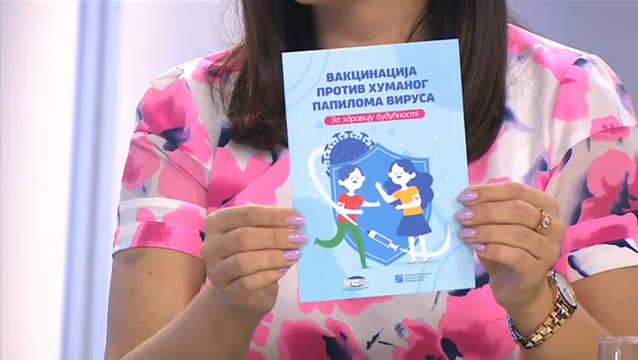 ВАКЦИНАЦИЈА
ПРОТИВ ХУМАНОГ
ПАПИЛОМА ВИРУСА
За здравију будућност!